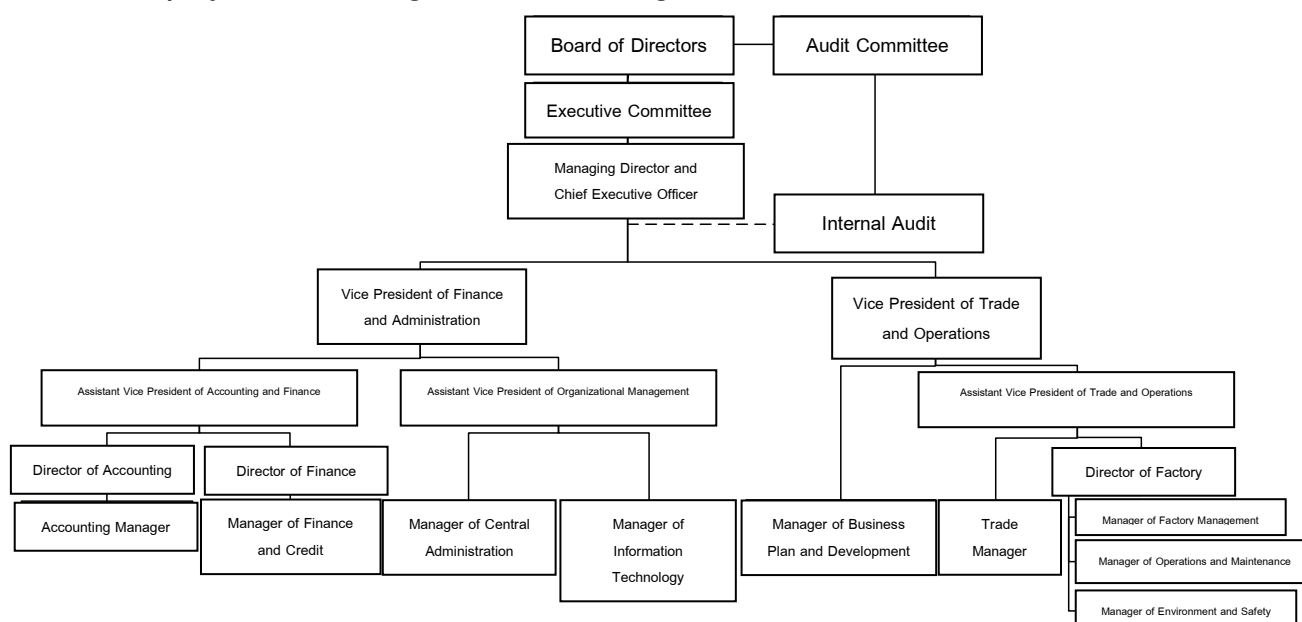 Board of Directors
Audit Committee
Executive Committee
Managing Director and
Chief Executive Officer
Internal Audit
Vice President of Finance
and Administration
Vice President of Trade
and Operations
Assistant Vice President of Accounting and Finance
Assistant Vice President of Organizational Management
Assistant Vice President of Trade and Operations
Director of Accounting
Director of Finance
Director of Factory
Accounting Manager
Manager of Finance
and Credit
Manager of Central
Administration
Manager of
Information
Technology
Manager of Business
Plan and Development
Trade
Manager
Manager of Factory Management
Manager of Operations and Maintenance
Manager of Environment and Safety